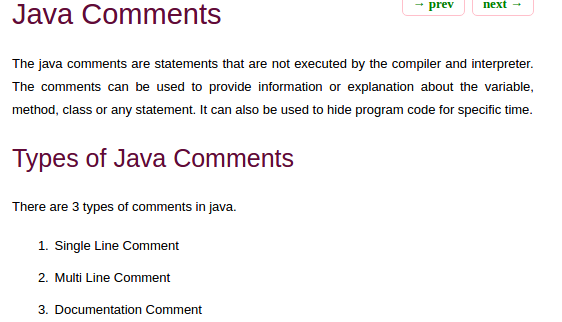 Java Comments
→ prev next →
The java comments are statements that are not executed by the compiler and interpreter.
The comments can be used to provide information or explanation about the variable,
method, class or any statement. It can also be used to hide program code for specific time.
Types of Java Comments
There are 3 types of comments in java.
1. Single Line Comment
2. Multi Line Comment
3. Documentation Comment